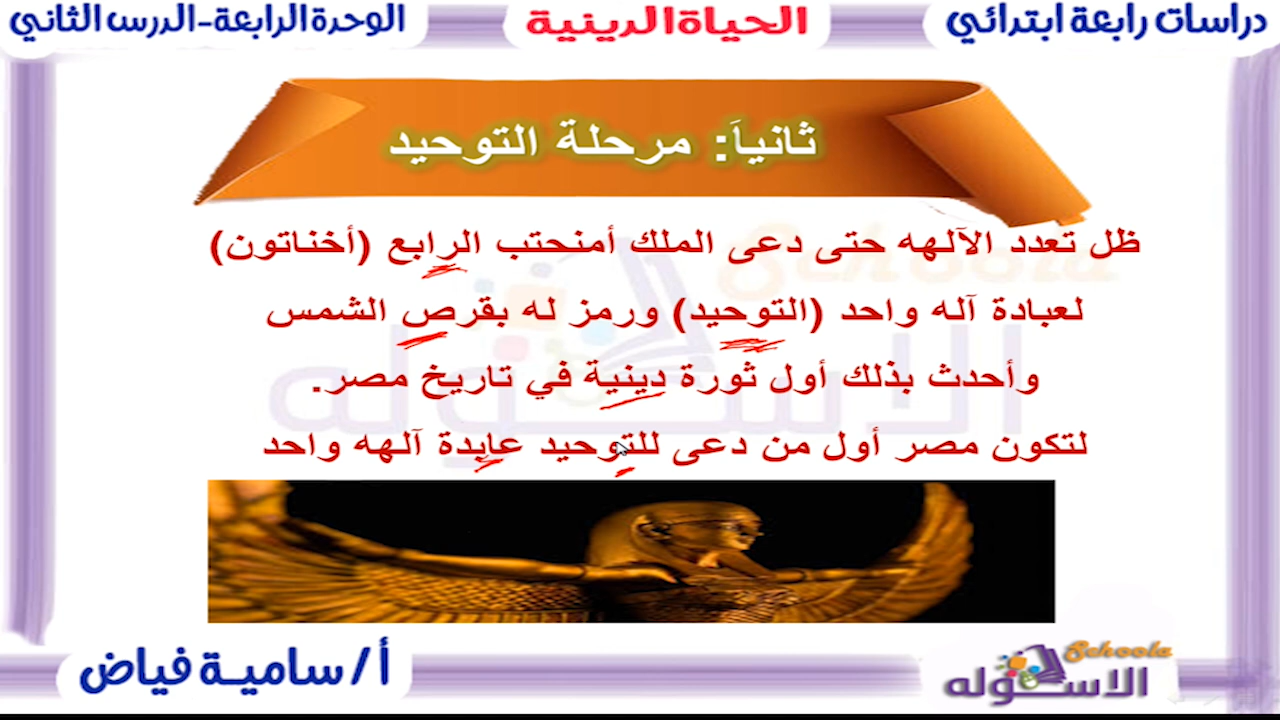 دراسات رابعة ابتدائي
الحياة الدينية
الوحدة الرابعة-الدرس الثاني
ثانياَ: مرحلة التوحيد
ظل تعدد الآلهه حتى دعى الملك أمنحتب الرابع (أخناتون)
لعبادة آله واحد (التوحيد) ورمز له بقرص الشمس
وأحدث بذلك أول ثورة دينية في تاريخ مصر.
لتكون مصر أول من دعى للتوحيد عابدة آلهه واحد
أ/ سامية فياض
Schoola
الاسكوله